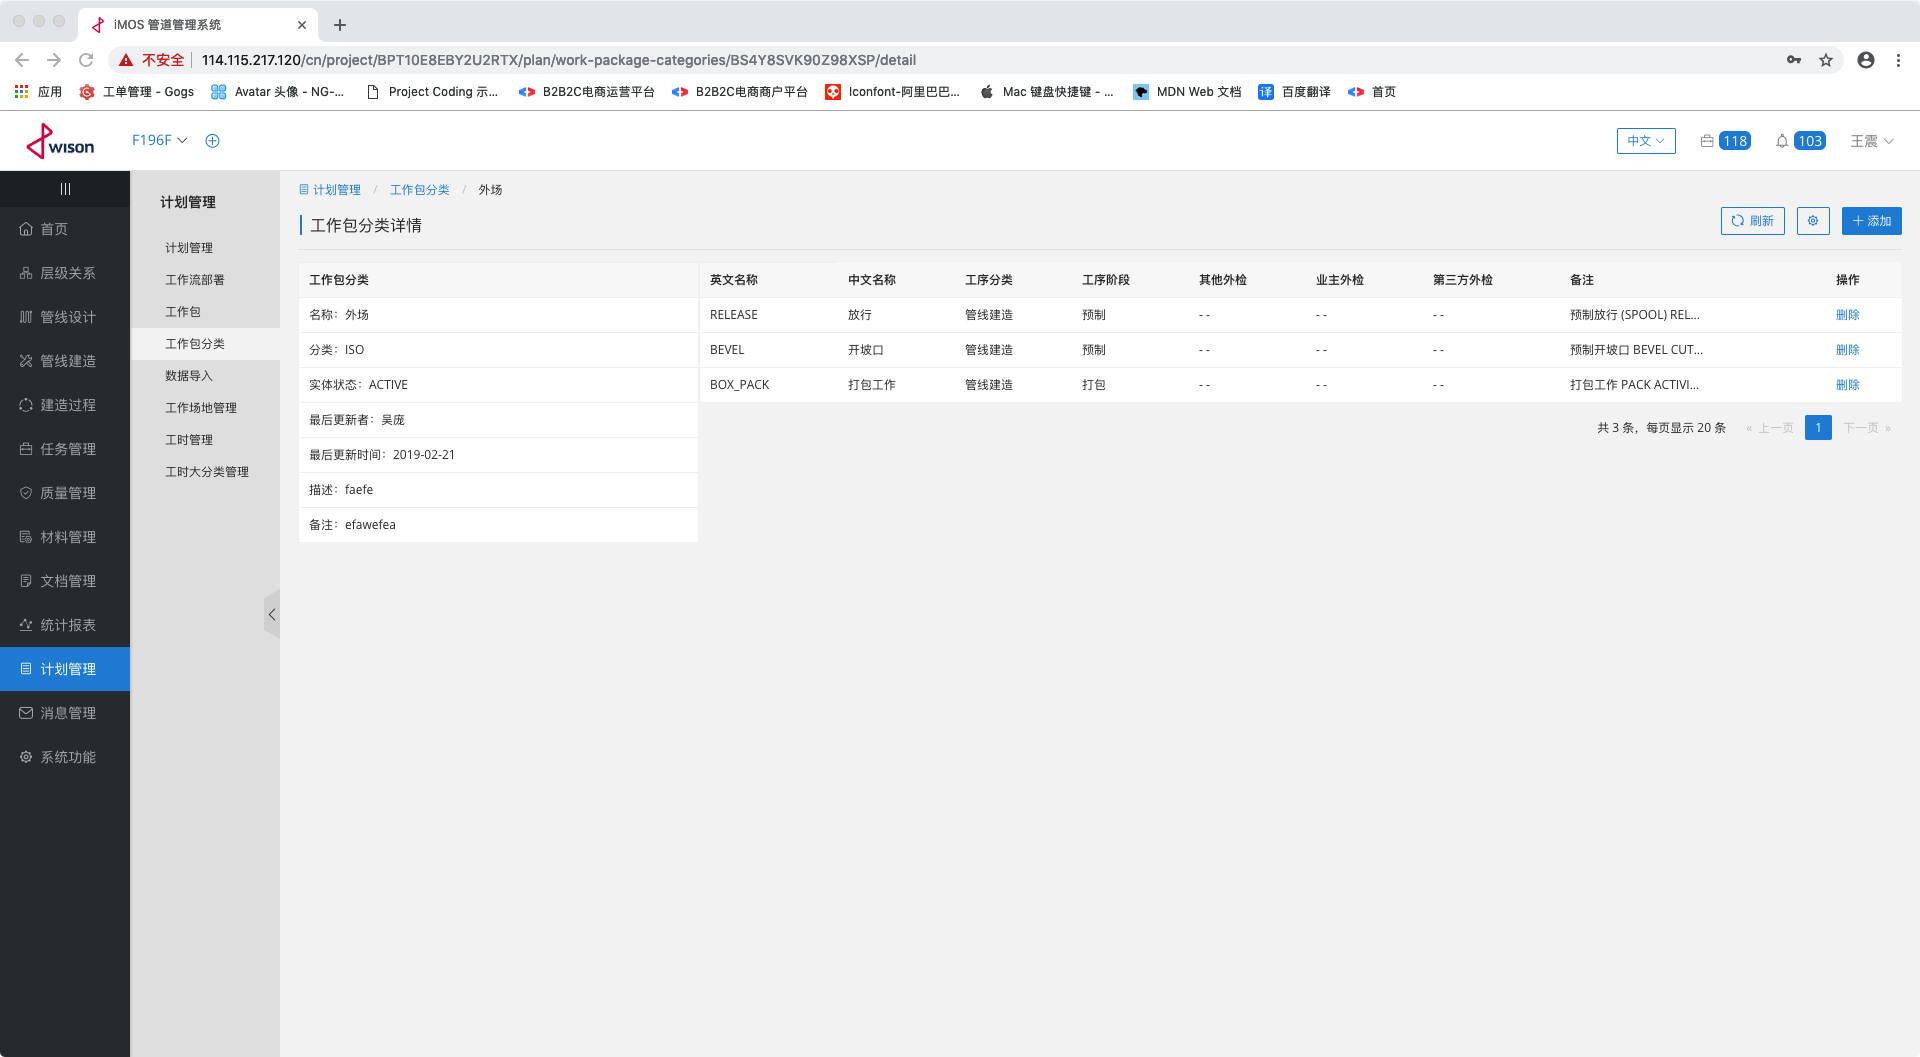 iMOS 管道管理系统
不安全 114.115.217.120/cn/project/BPT10E8EBY2U2RTX/plan/work-package-categories/BS4Y8SVK90Z98XSP/detail
应用 工单管理 - Gogs Avatar 头像 - NG-... Project Coding 示... B2B2C电商运营平台 B2B2C电商商户平台 Iconfont-阿里巴巴... Mac 键盘快捷键 - ... MDN Web 文档 译 百度翻译 首页
wison F196F 中文 118 103 王震
首页
层级关系
管线设计
管线建造
建造过程
任务管理
质量管理
材料管理
文档管理
统计报表
计划管理
消息管理
系统功能
计划管理
计划管理
工作流部署
工作包
工作包分类
数据导入
工作场地管理
工时管理
工时大分类管理
计划管理 / 工作包分类 / 外场
工作包分类详情
刷新 添加
工作包分类
名称：外场
分类：ISO
实体状态：ACTIVE
最后更新者：吴庞
最后更新时间：2019-02-21
描述：faefe
备注：efawefea
英文名称 中文名称 工序分类 工序阶段 其他外检 业主外检 第三方外检 备注 操作
RELEASE 放行 管线建造 预制 - - - - - - 预制放行 (SPOOL) REL... 删除
BEVEL 开坡口 管线建造 预制 - - - - - - 预制开坡口 BEVEL CUT... 删除
BOX_PACK 打包工作 管线建造 打包 - - - - - - 打包工作 PACK ACTIVI... 删除
共 3 条，每页显示 20 条 « 上一页 1 下一页 »